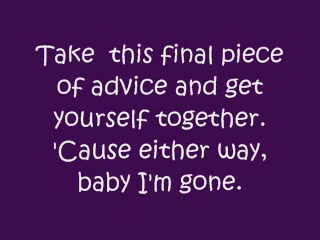 Take this final piece
of advice and get
yourself together.
'Cause either way,
baby I'm gone.